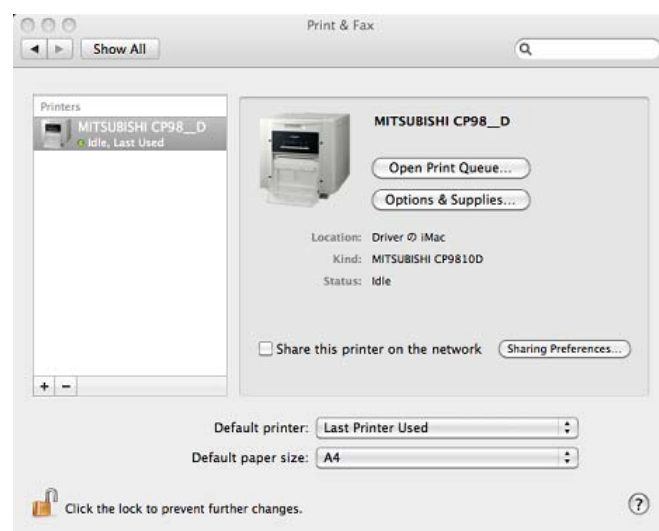 Print & Fax
Show All
Printers
MITSUBISHI CP98__D
Idle, Last Used
MITSUBISHI CP98__D
Open Print Queue...
Options & Supplies...
Location: Driver の iMac
Kind: MITSUBISHI CP9810D
Status: Idle
Share this printer on the network
Sharing Preferences...
+ −
Default printer: Last Printer Used
Default paper size: A4
Click the lock to prevent further changes.
?